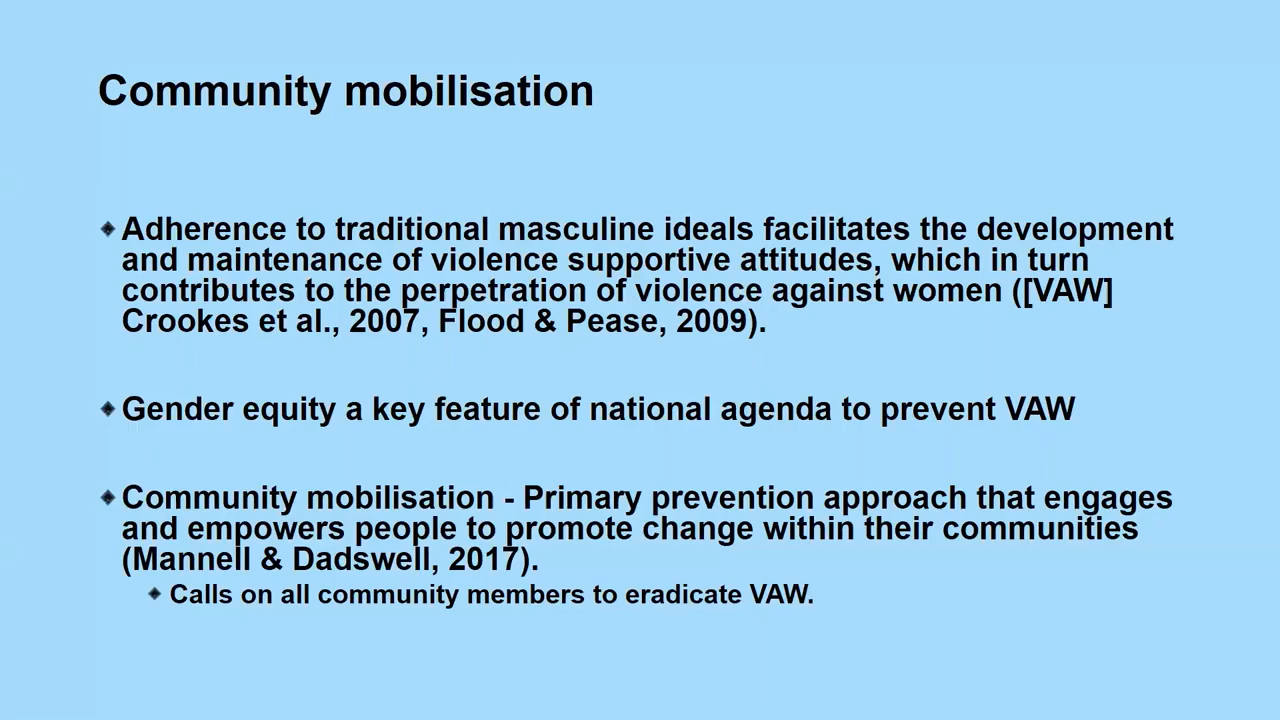 Community mobilisation
Adherence to traditional masculine ideals facilitates the development
and maintenance of violence supportive attitudes, which in turn
contributes to the perpetration of violence against women ([VAW]
Crookes et al., 2007, Flood & Pease, 2009).
Gender equity a key feature of national agenda to prevent VAW
Community mobilisation - Primary prevention approach that engages
and empowers people to promote change within their communities
(Mannell & Dadswell, 2017).
Calls on all community members to eradicate VAW.